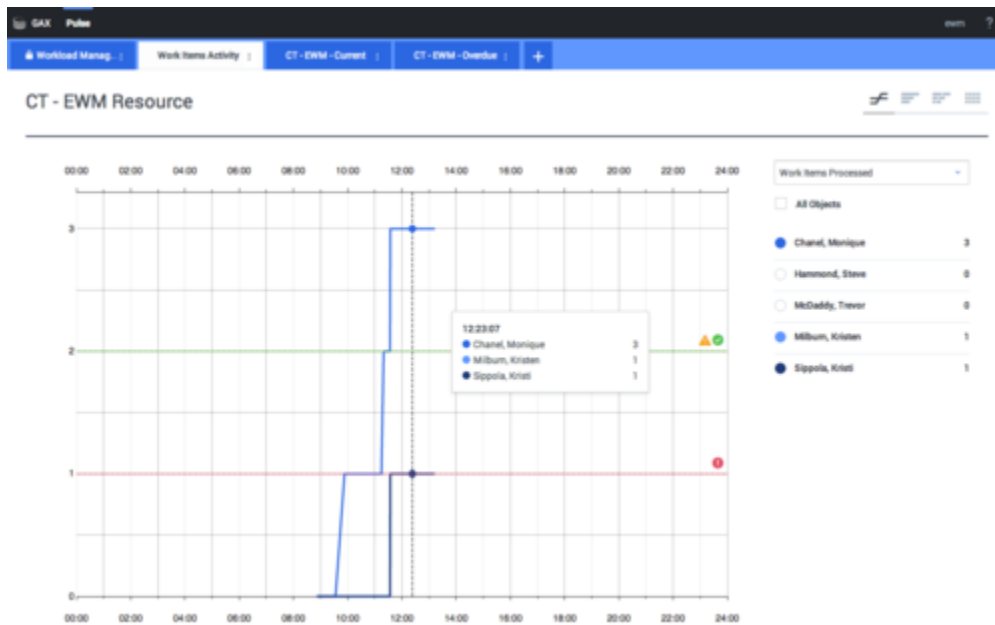 GAX Pulse ewm ?
Workload Manag... Work Items Activity CT - EWM - Current CT - EWM - Overdue +
CT - EWM Resource
00:00 02:00 04:00 06:00 08:00 10:00 12:00 14:00 16:00 18:00 20:00 22:00 24:00
Work Items Processed
All Objects
3
Chanel, Monique 3
Hammond, Steve 0
McDaddy, Trevor 0
12:23:07
Chanel, Monique 3
Milburn, Kristen 1
Sippola, Kristi 1
2
Milburn, Kristen 1
Sippola, Kristi 1
1
0
00:00 02:00 04:00 06:00 08:00 10:00 12:00 14:00 16:00 18:00 20:00 22:00 24:00